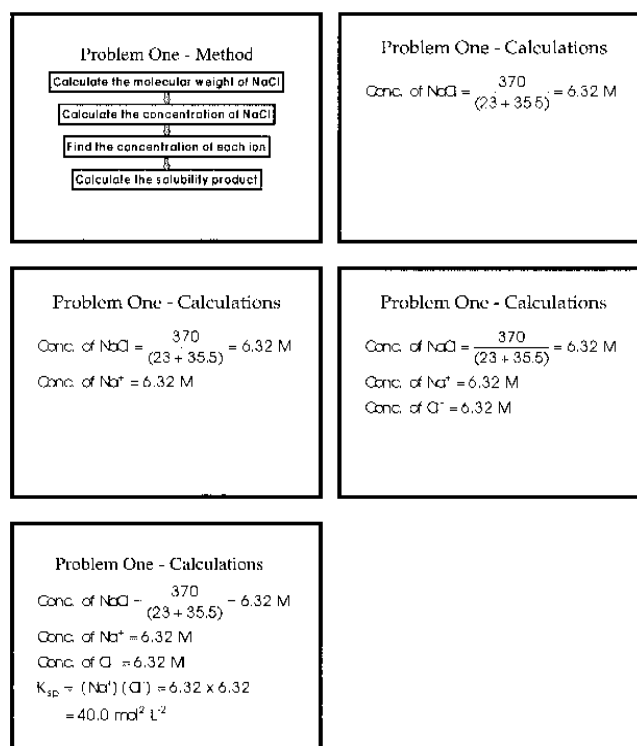 Problem One - Method
Calculate the molecular weight of NaCl
Calculate the concentration of NaCl
Find the concentration of each ion
Calculate the solubility product
Problem One - Calculations
Conc. of NaCl = 370 / (23 + 35.5) = 6.32 M
Problem One - Calculations
Conc. of NaCl = 370 / (23 + 35.5) = 6.32 M
Conc. of Na⁺ = 6.32 M
Problem One - Calculations
Conc. of NaCl = 370 / (23 + 35.5) = 6.32 M
Conc. of Na⁺ = 6.32 M
Conc. of Cl⁻ = 6.32 M
Problem One - Calculations
Conc. of NaCl = 370 / (23 + 35.5) = 6.32 M
Conc. of Na⁺ = 6.32 M
Conc. of Cl = 6.32 M
Kₛₚ = (Na⁺)(Cl⁻) = 6.32 x 6.32
= 40.0 mol² L⁻²